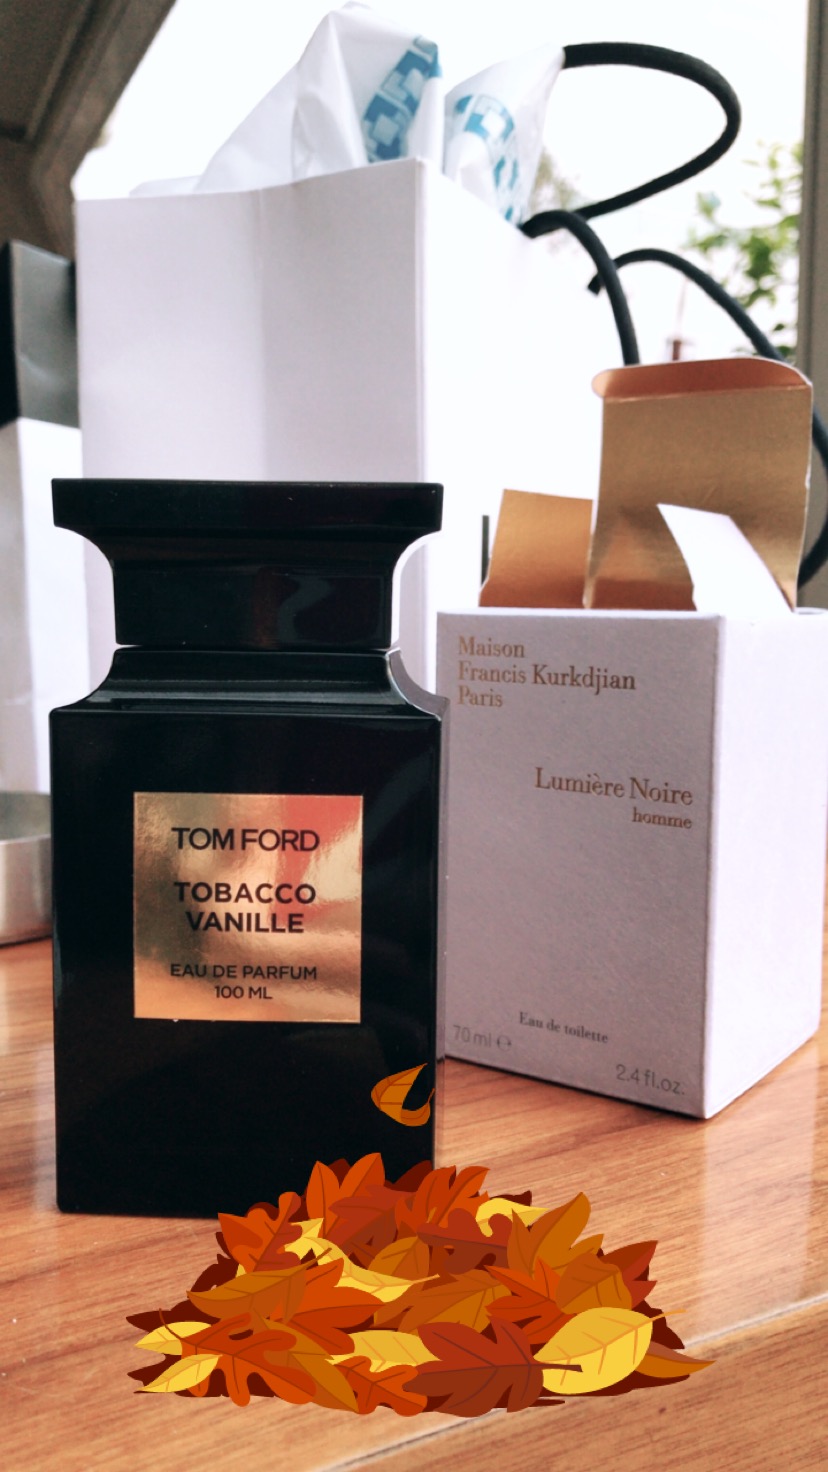 TOM FORD
TOBACCO
VANILLE
EAU DE PARFUM
100 ML
Maison
Francis Kurkdjian
Paris
Lumière Noire
homme
Eau de toilette
70 ml ℮
2.4 fl.oz.